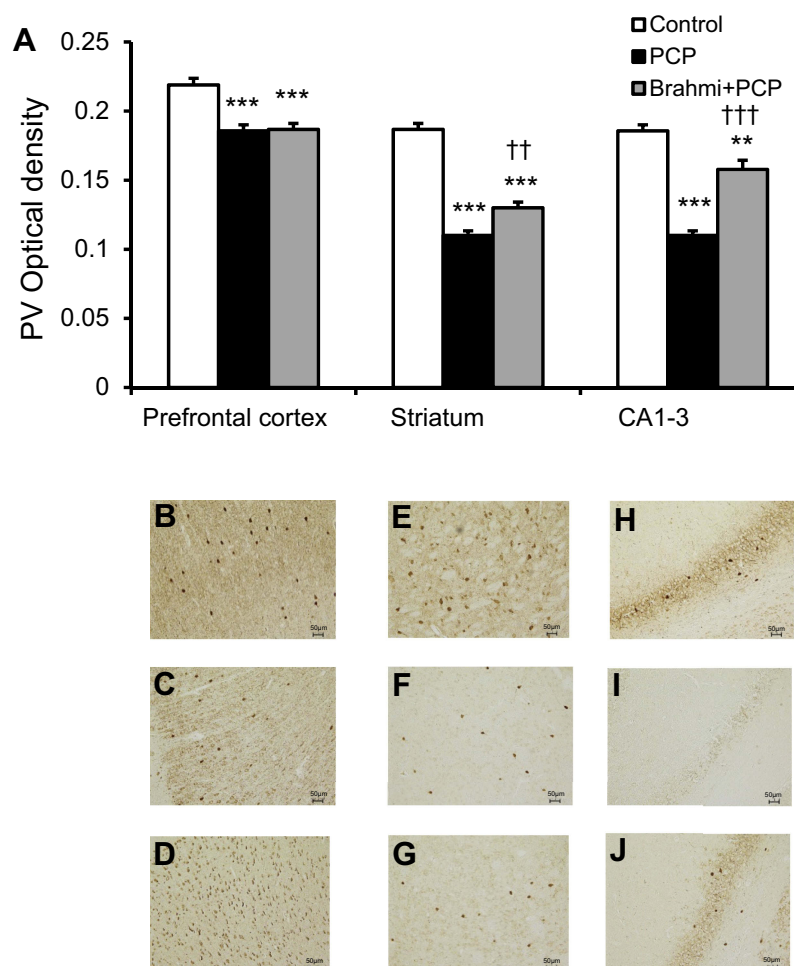 A
0.25
0.2
0.15
0.1
0.05
0
PV Optical density
Control
PCP
Brahmi+PCP
*** ***
*** †† ***
*** ††† **
Prefrontal cortex Striatum CA1-3
B E H
50µm 50µm 50µm
C F I
50µm 50µm 50µm
D G J
50µm 50µm 50µm